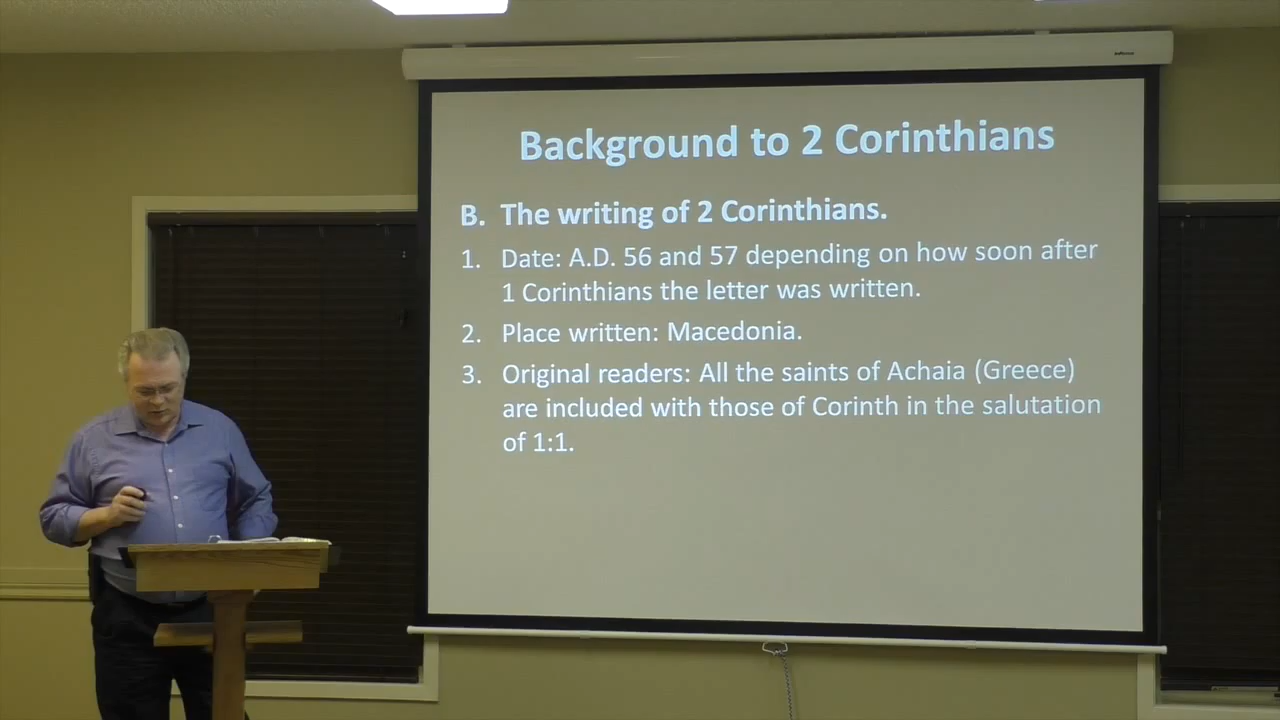 Background to 2 Corinthians
B. The writing of 2 Corinthians.
1. Date: A.D. 56 and 57 depending on how soon after
1 Corinthians the letter was written.
2. Place written: Macedonia.
3. Original readers: All the saints of Achaia (Greece)
are included with those of Corinth in the salutation
of 1:1.